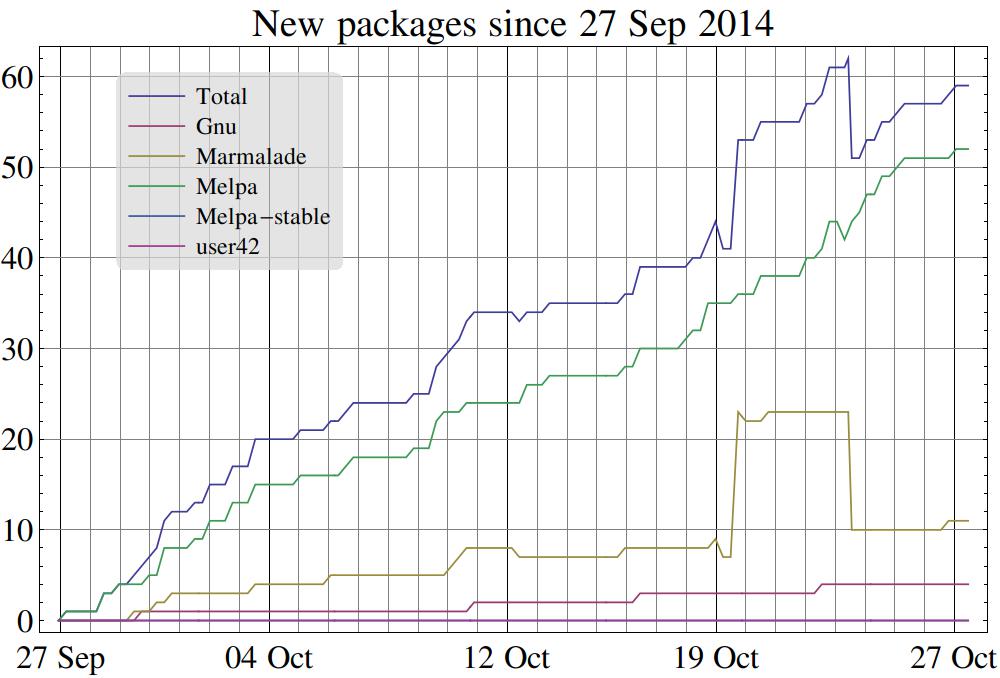 New packages since 27 Sep 2014
60
50
40
30
20
10
0
Total
Gnu
Marmalade
Melpa
Melpa−stable
user42
27 Sep 04 Oct 12 Oct 19 Oct 27 Oct